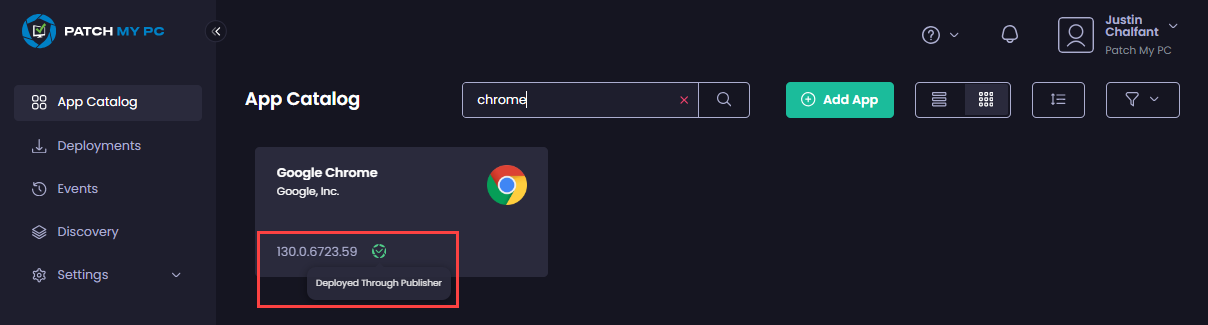 PATCH MY PC
App Catalog
Deployments
Events
Discovery
Settings
Justin
Chalfant
Patch My PC
App Catalog
chrome
Add App
Google Chrome
Google, Inc.
130.0.6723.59
Deployed Through Publisher